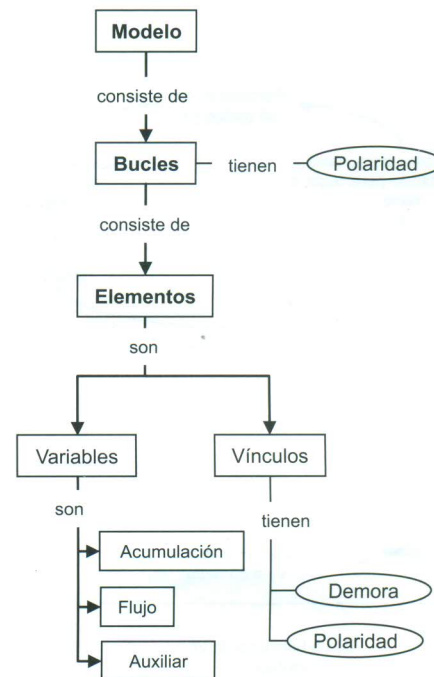 Modelo
consiste de
Bucles
tienen
Polaridad
consiste de
Elementos
son
Variables
Vínculos
son
tienen
Acumulación
Flujo
Auxiliar
Demora
Polaridad